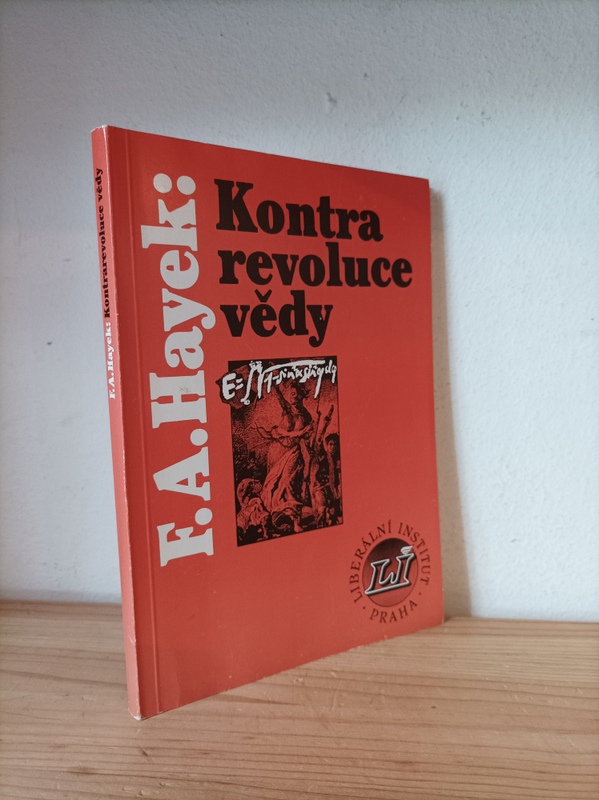 F.A.Hayek: Kontrarevoluce vědy
F.A.Hayek:
Kontra
revoluce
vědy
LIBERÁLNÍ INSTITUT
LI
· PRAHA ·